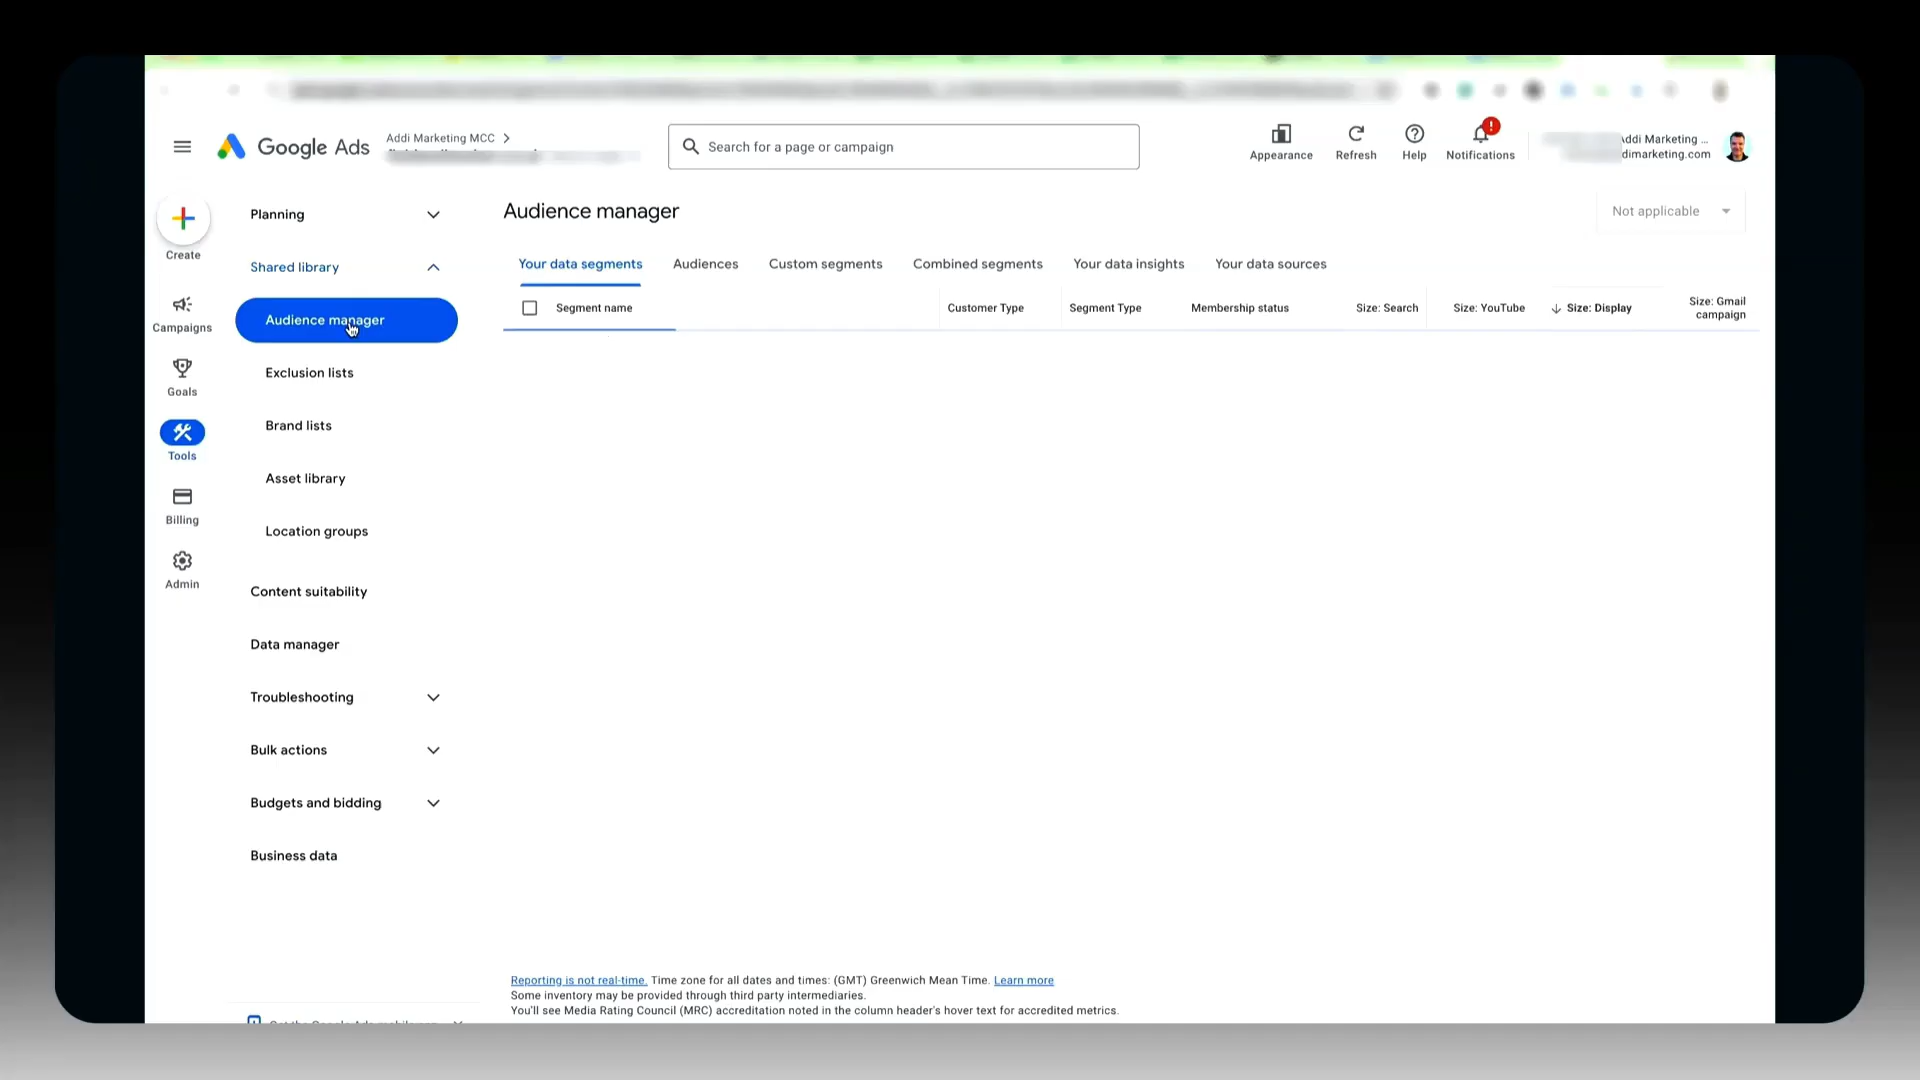 Google Ads
Addi Marketing MCC
Search for a page or campaign
Appearance
Refresh
Help
Notifications
Addi Marketing ...
dimarketing.com
Create
Campaigns
Goals
Tools
Billing
Admin
Planning
Shared library
Audience manager
Exclusion lists
Brand lists
Asset library
Location groups
Content suitability
Data manager
Troubleshooting
Bulk actions
Budgets and bidding
Business data
Audience manager
Not applicable
Your data segments Audiences Custom segments Combined segments Your data insights Your data sources
Segment name Customer Type Segment Type Membership status Size: Search Size: YouTube Size: Display Size: Gmail
campaign
Reporting is not real-time. Time zone for all dates and times: (GMT) Greenwich Mean Time. Learn more
Some inventory may be provided through third party intermediaries.
You'll see Media Rating Council (MRC) accreditation noted in the column header's hover text for accredited metrics.